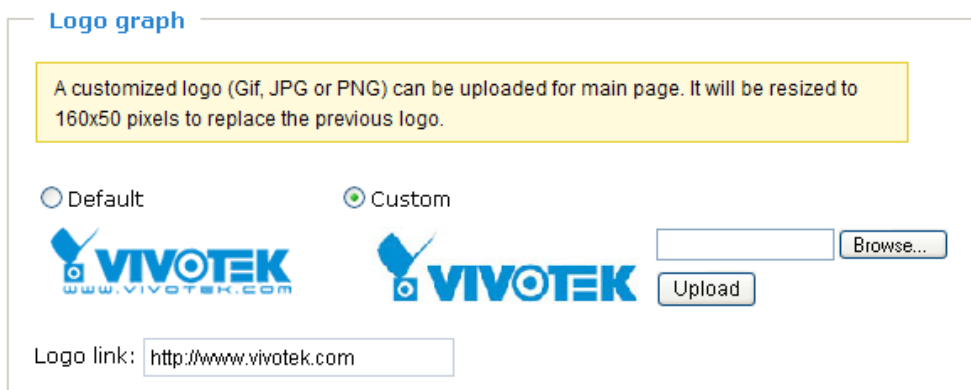 Logo graph
A customized logo (Gif, JPG or PNG) can be uploaded for main page. It will be resized to
160x50 pixels to replace the previous logo.
Default
Custom
VIVOTEK
www.vivotek.com
VIVOTEK
Browse...
Upload
Logo link: http://www.vivotek.com